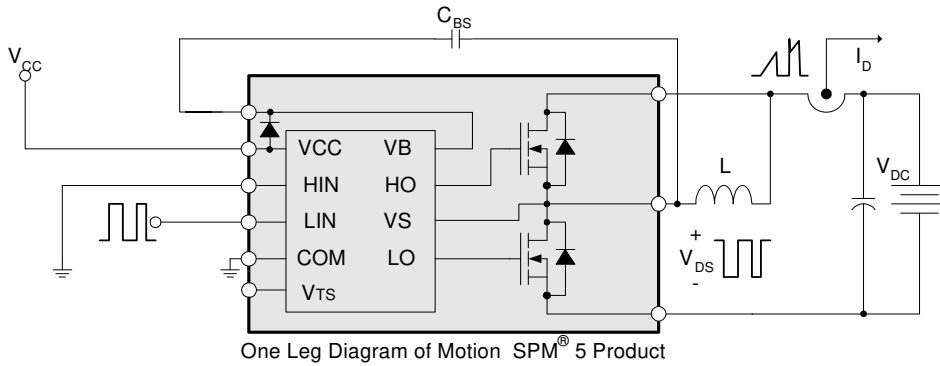 C_BS
V_CC
I_D
VCC VB
HIN HO
LIN VS
COM LO
V_TS
L
V_DC
+
V_DS
-
One Leg Diagram of Motion SPM® 5 Product